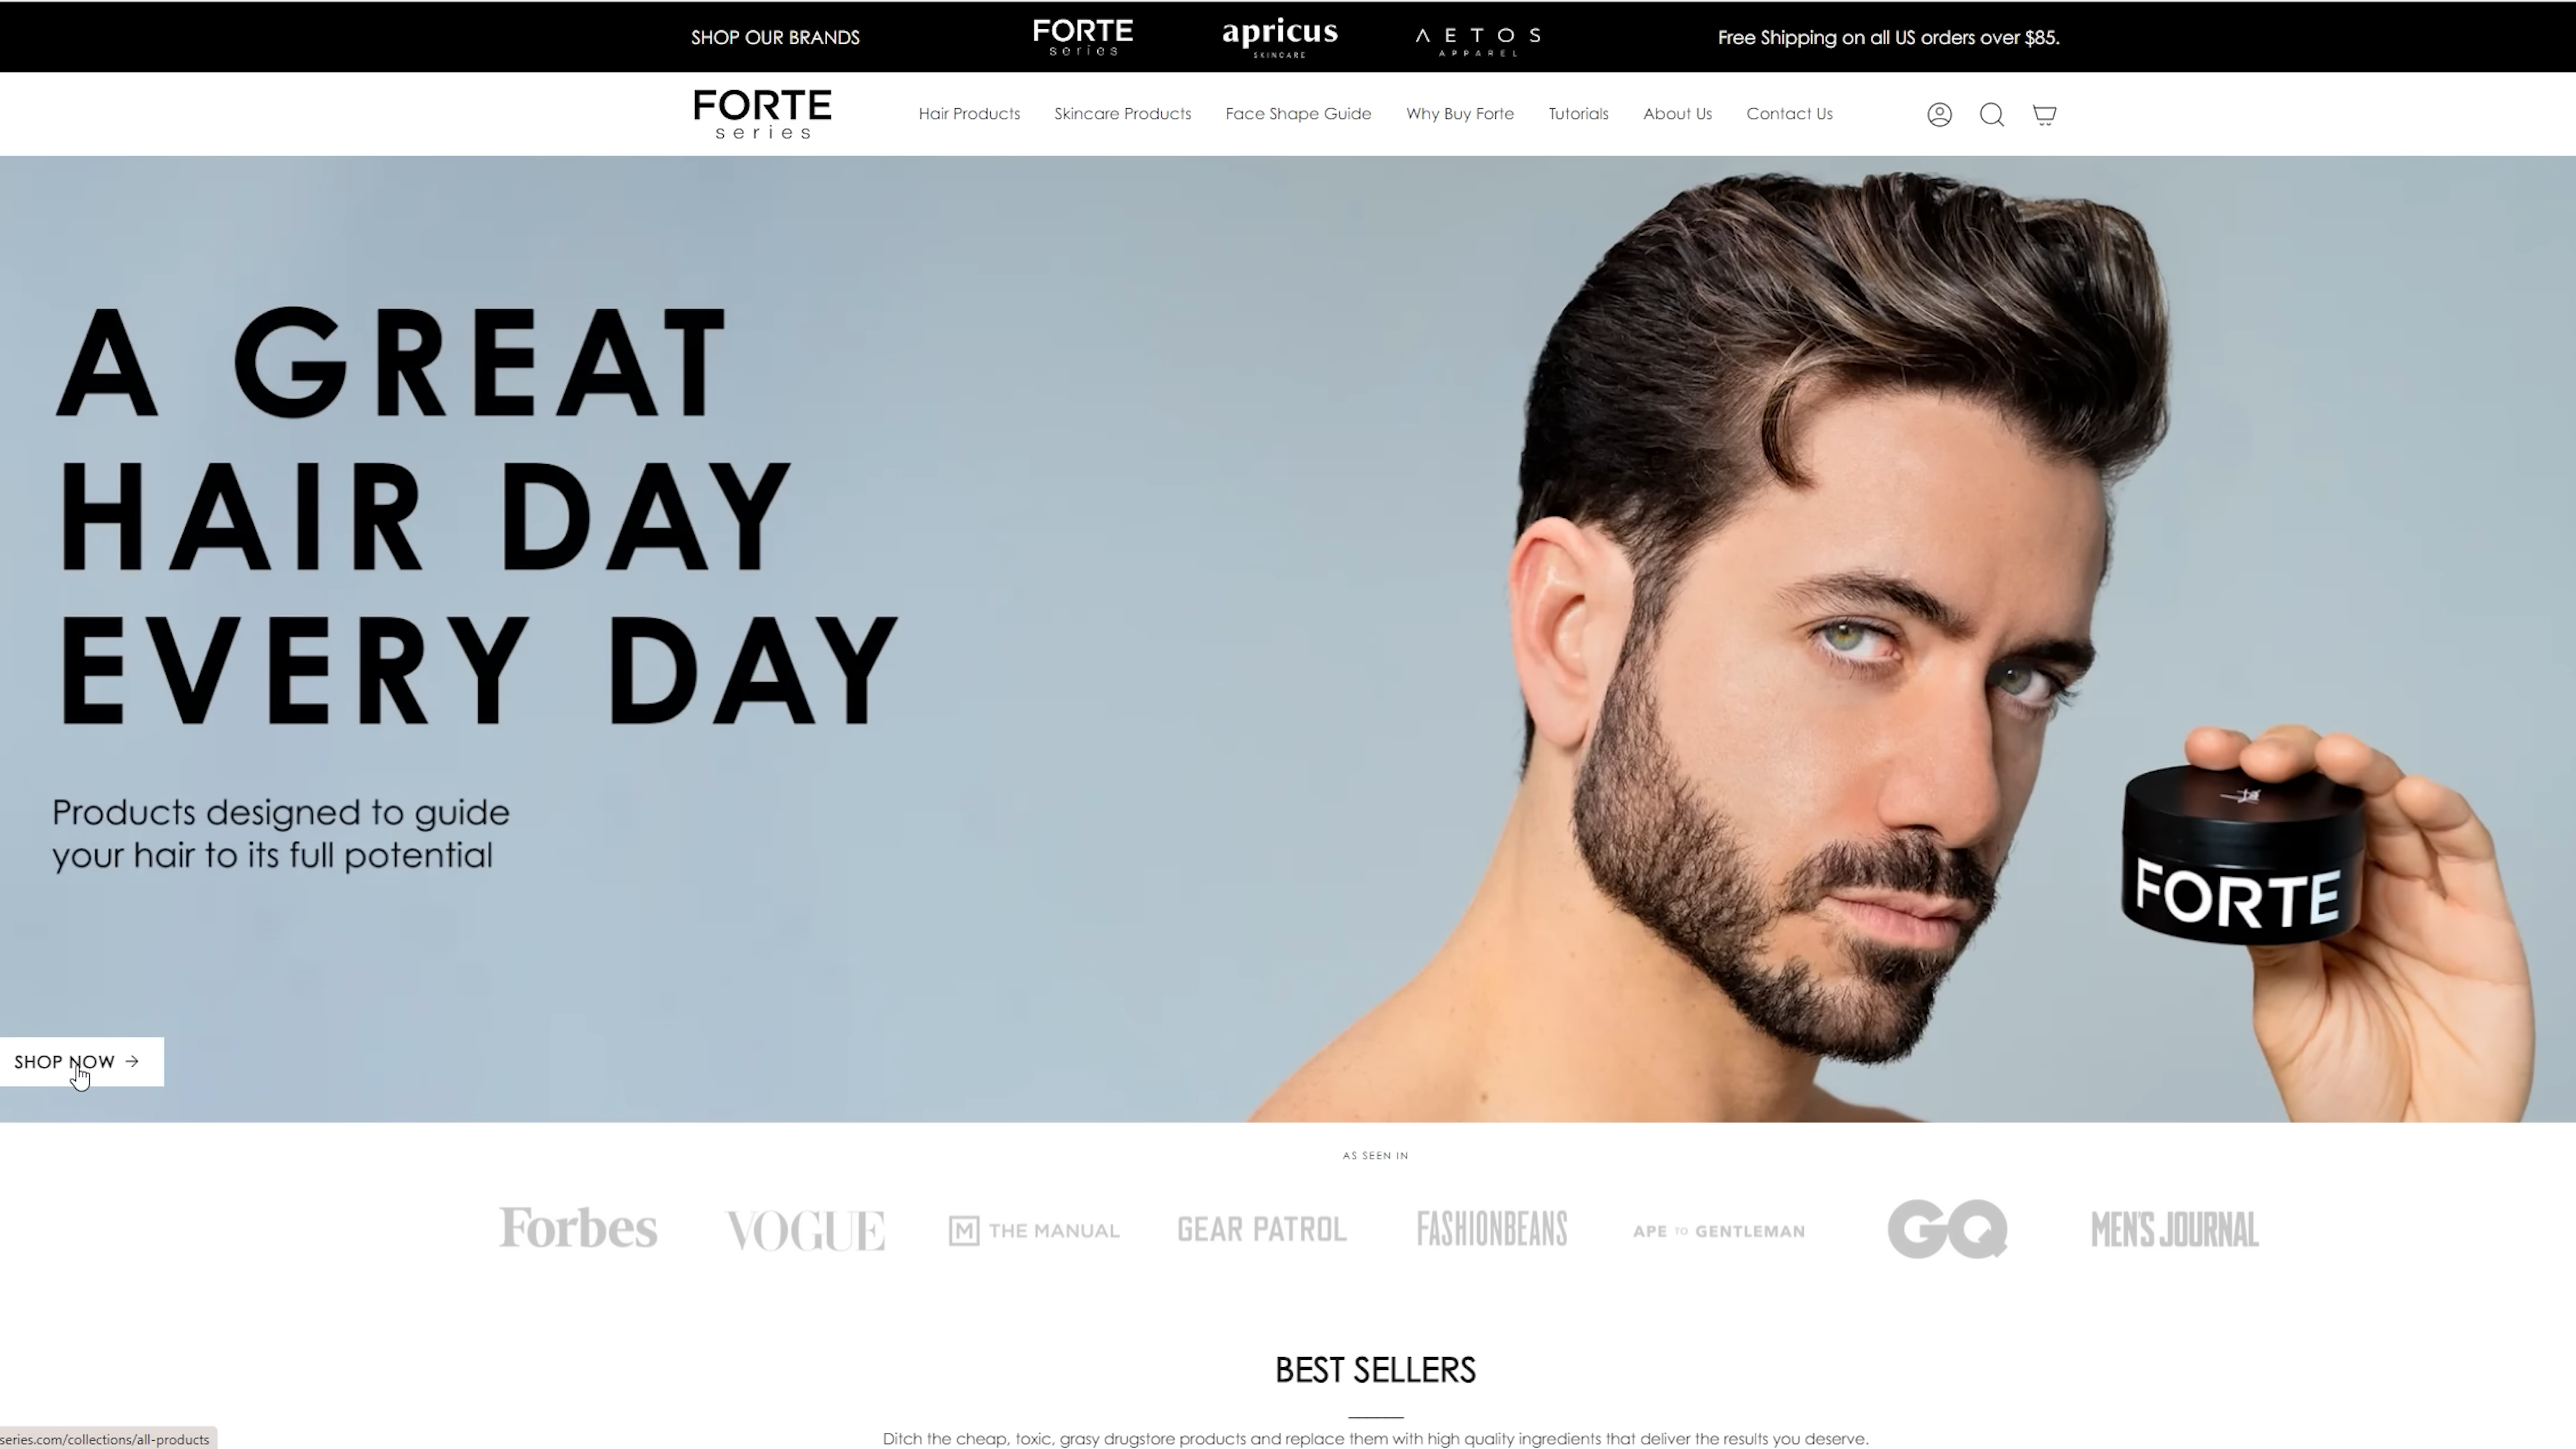 SHOP OUR BRANDS
FORTE
series
apricus
SKINCARE
AETOS
APPAREL
Free Shipping on all US orders over $85.
FORTE
series
Hair Products
Skincare Products
Face Shape Guide
Why Buy Forte
Tutorials
About Us
Contact Us
A GREAT
HAIR DAY
EVERY DAY
Products designed to guide
your hair to its full potential
FORTE
SHOP NOW →
AS SEEN IN
Forbes
VOGUE
M THE MANUAL
GEAR PATROL
FASHIONBEANS
APE TO GENTLEMAN
GQ
MEN'S JOURNAL
BEST SELLERS
Ditch the cheap, toxic, grasy drugstore products and replace them with high quality ingredients that deliver the results you deserve.
series.com/collections/all-products